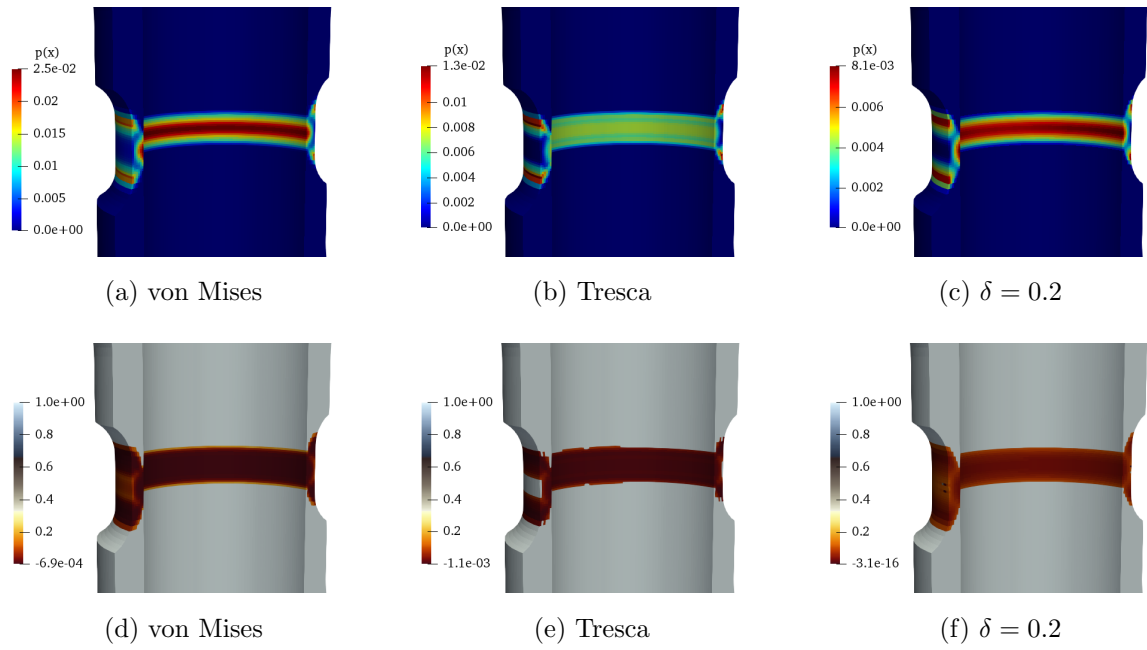 p(x)
2.5e-02
0.02
0.015
0.01
0.005
0.0e+00
p(x)
1.3e-02
0.01
0.008
0.006
0.004
0.002
0.0e+00
p(x)
8.1e-03
0.006
0.004
0.002
0.0e+00
(a) von Mises
(b) Tresca
(c) δ = 0.2
1.0e+00
0.8
0.6
0.4
0.2
-6.9e-04
1.0e+00
0.8
0.6
0.4
0.2
-1.1e-03
1.0e+00
0.8
0.6
0.4
0.2
-3.1e-16
(d) von Mises
(e) Tresca
(f) δ = 0.2